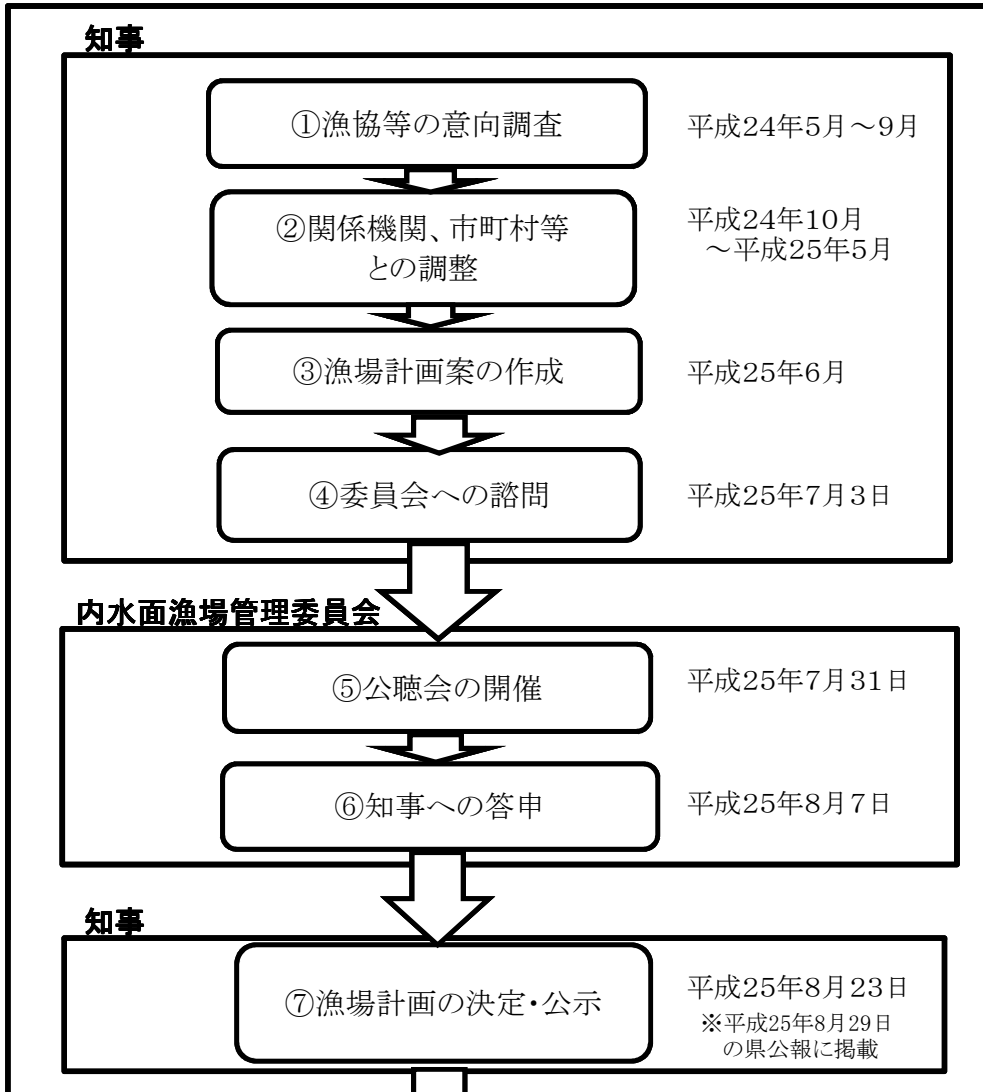 知事
①漁協等の意向調査
平成24年5月～9月
②関係機関、市町村等
との調整
平成24年10月
～平成25年5月
③漁場計画案の作成
平成25年6月
④委員会への諮問
平成25年7月3日
内水面漁場管理委員会
⑤公聴会の開催
平成25年7月31日
⑥知事への答申
平成25年8月7日
知事
⑦漁場計画の決定・公示
平成25年8月23日
※平成25年8月29日
の県公報に掲載